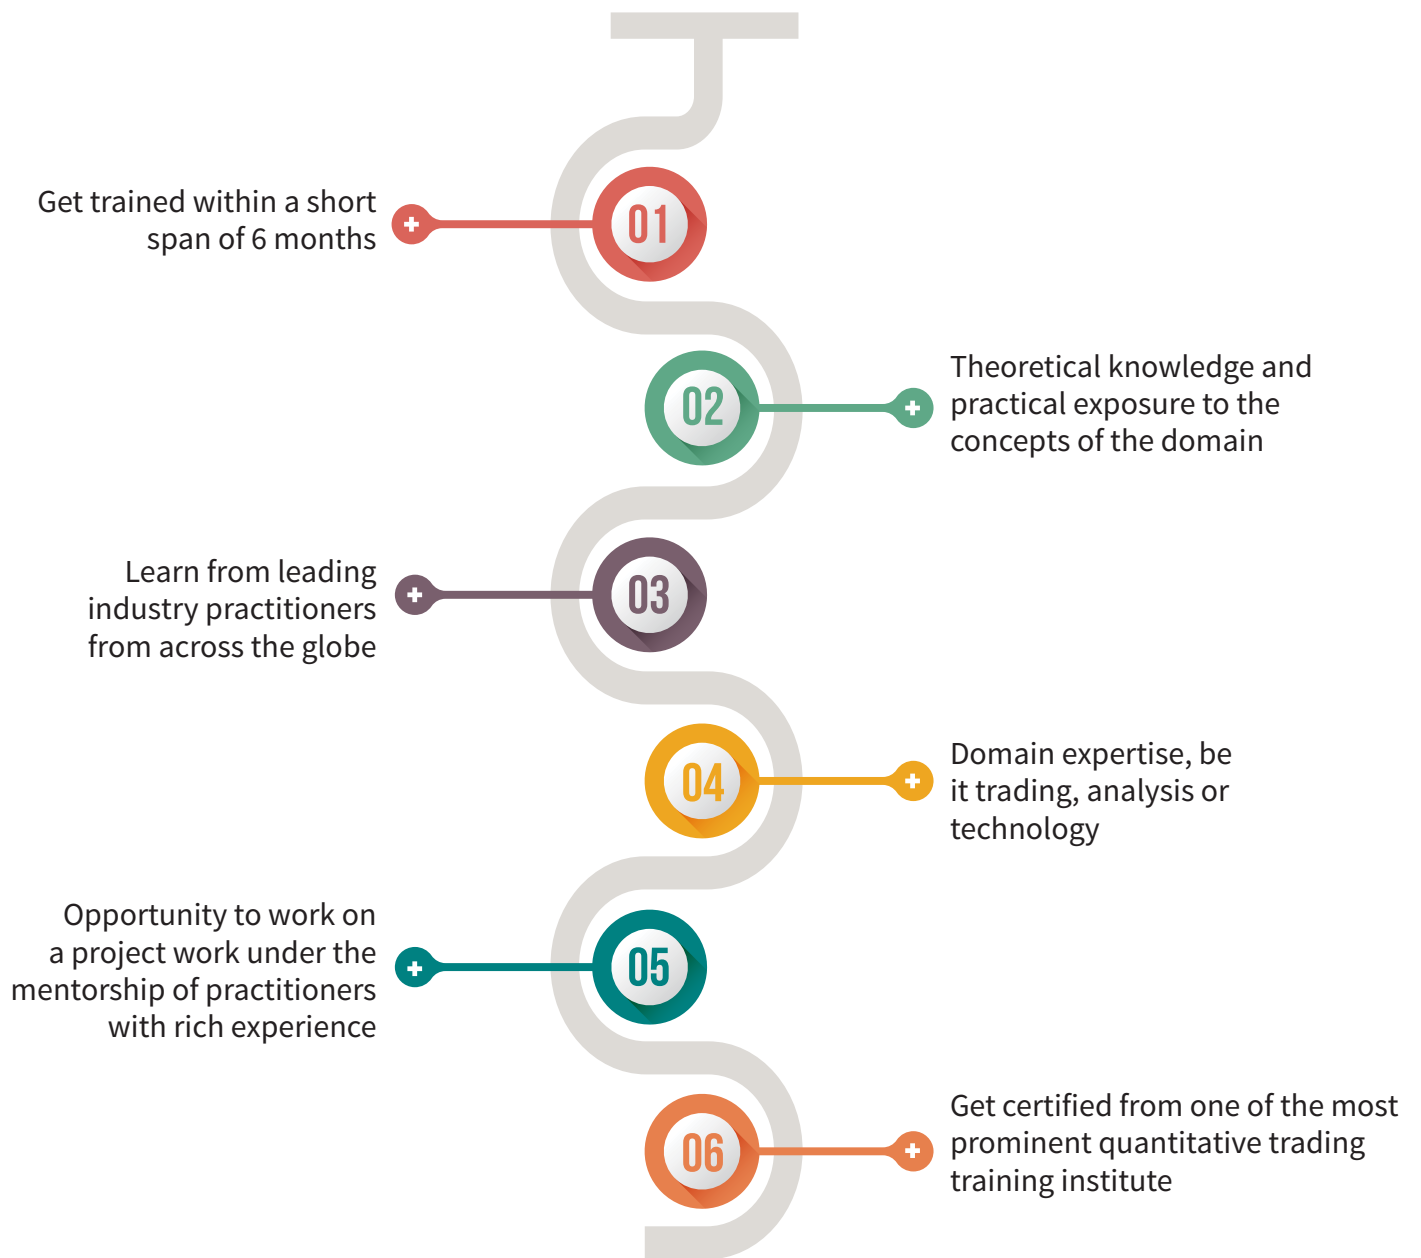 Get trained within a short
span of 6 months
01
02
Theoretical knowledge and
practical exposure to the
concepts of the domain
Learn from leading
industry practitioners
from across the globe
03
04
Domain expertise, be
it trading, analysis or
technology
Opportunity to work on
a project work under the
mentorship of practitioners
with rich experience
05
06
Get certified from one of the most
prominent quantitative trading
training institute